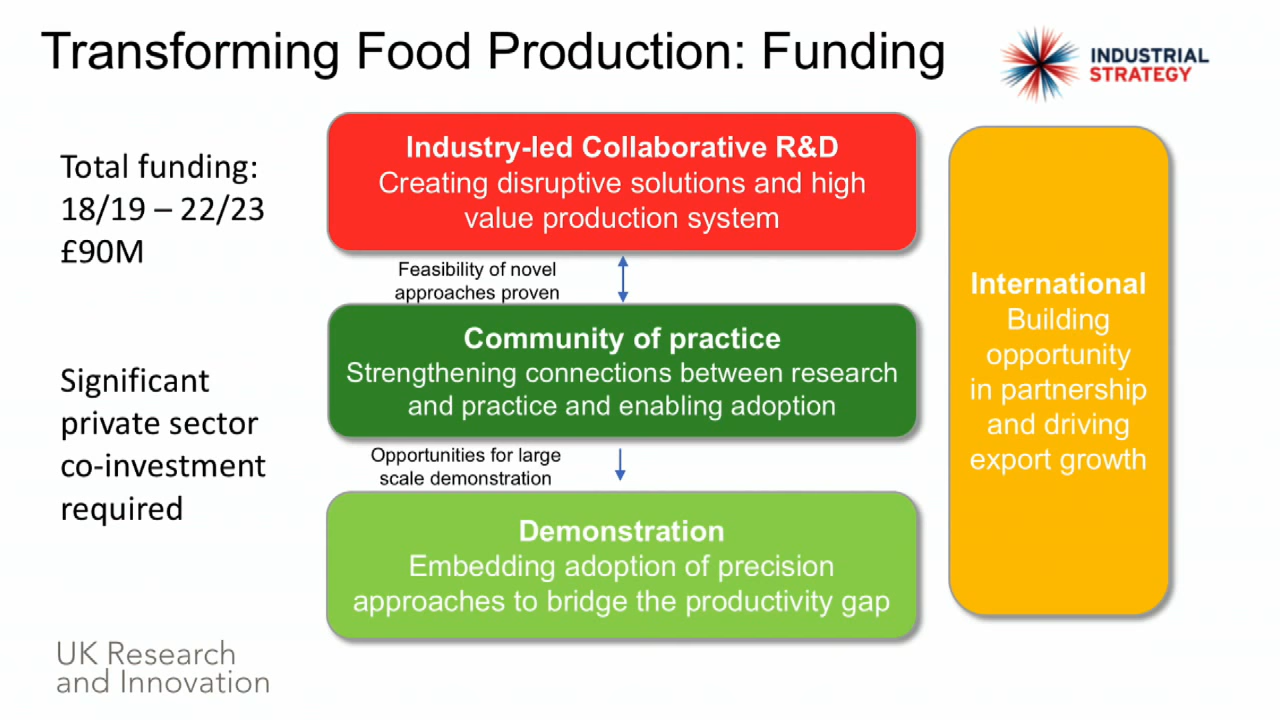 Transforming Food Production: Funding
INDUSTRIAL
STRATEGY
Total funding:
18/19 – 22/23
£90M
Significant
private sector
co-investment
required
Industry-led Collaborative R&D
Creating disruptive solutions and high
value production system
Feasibility of novel
approaches proven
Community of practice
Strengthening connections between research
and practice and enabling adoption
Opportunities for large
scale demonstration
Demonstration
Embedding adoption of precision
approaches to bridge the productivity gap
International
Building
opportunity
in partnership
and driving
export growth
UK Research
and Innovation